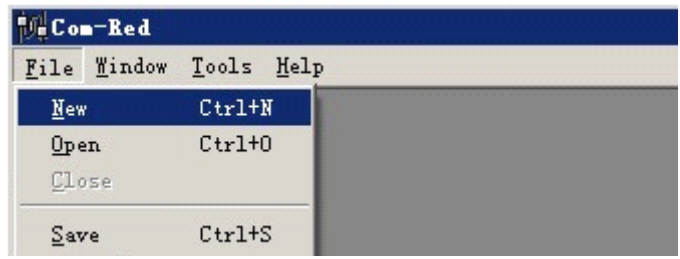 Com-Red
File Window Tools Help
New Ctrl+N
Open Ctrl+O
Close
Save Ctrl+S